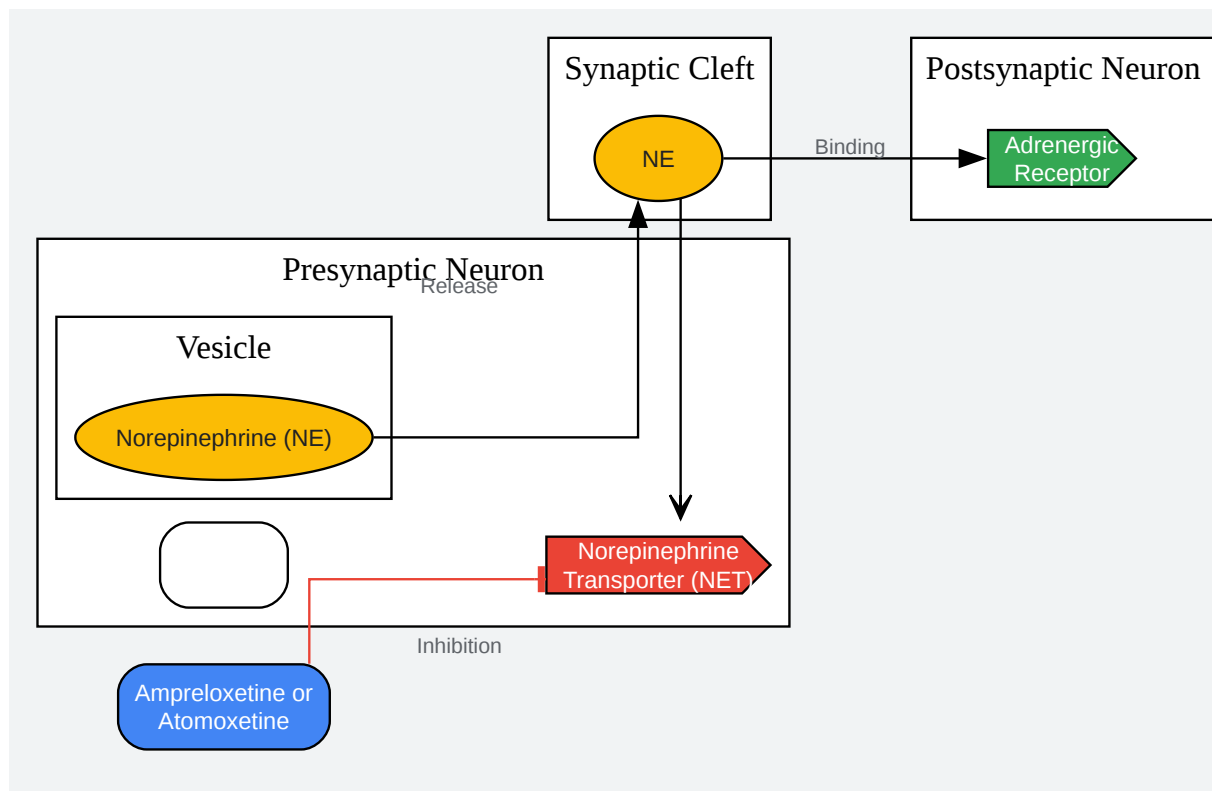 Synaptic Cleft
Postsynaptic Neuron
NE
Binding
Adrenergic
Receptor
Presynaptic Neuron
Release
Vesicle
Norepinephrine (NE)
Norepinephrine
Transporter (NET)
Inhibition
Ampreloxetine or
Atomoxetine